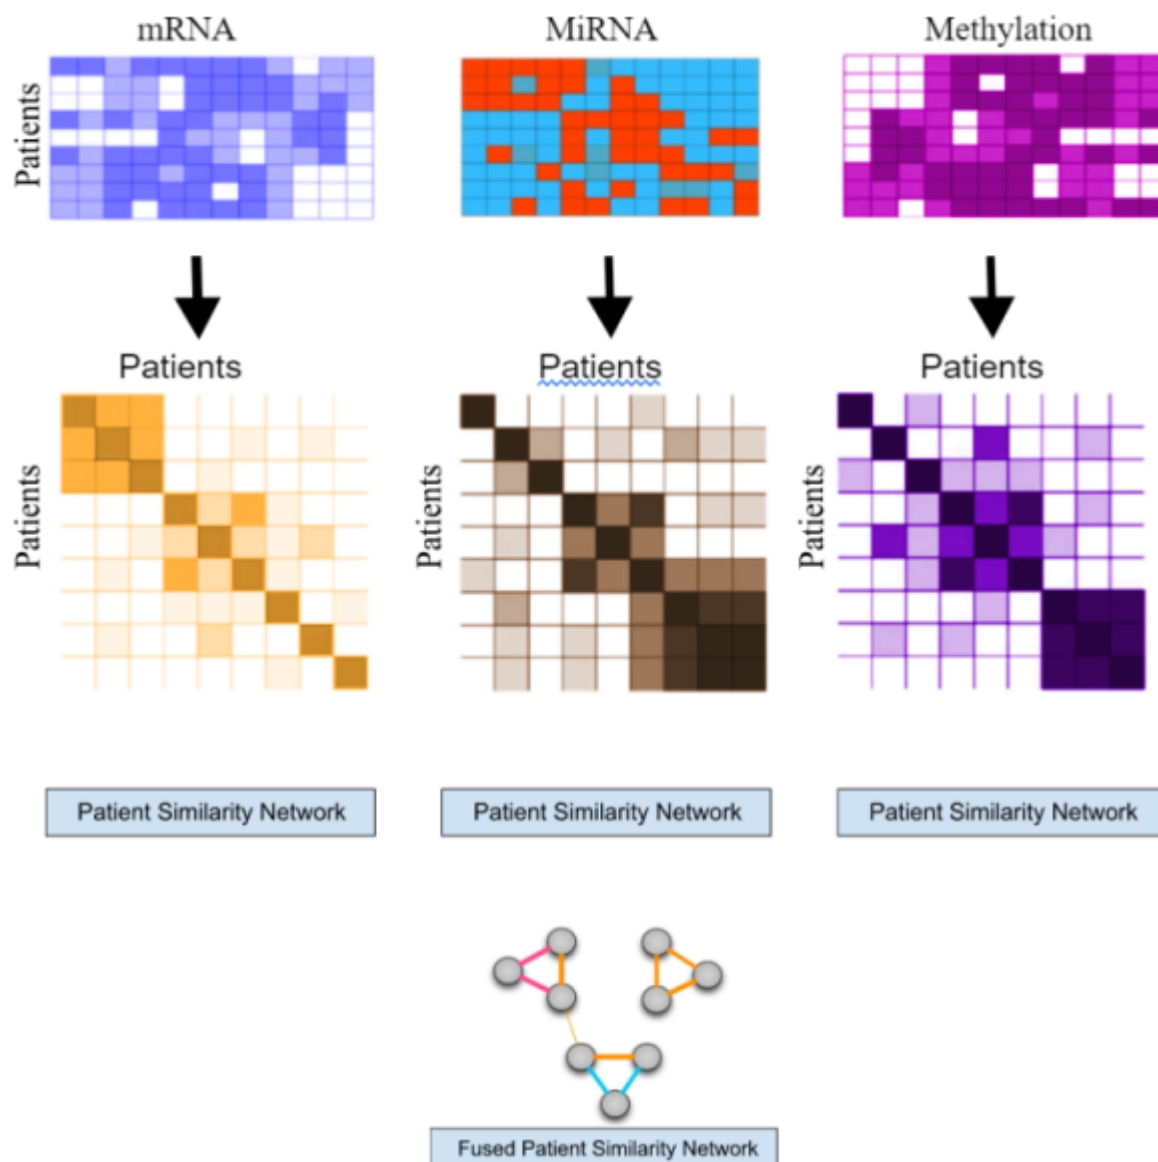 mRNA
MiRNA
Methylation
Patients
Patients
Patients
Patients
Patients
Patients
Patients
Patient Similarity Network
Patient Similarity Network
Patient Similarity Network
Fused Patient Similarity Network